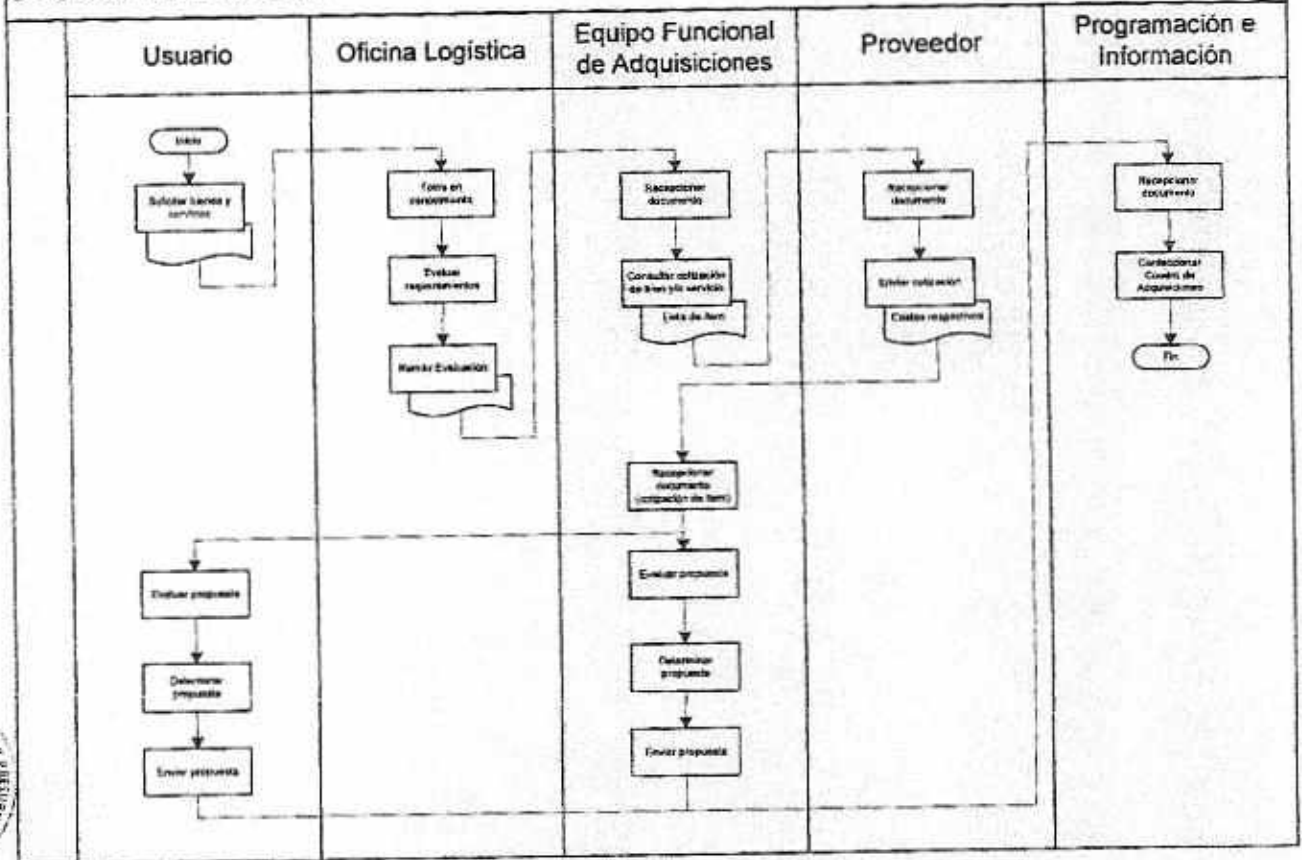 Usuario
Oficina Logística
Equipo Funcional
de Adquisiciones
Proveedor
Programación e
Información
Inicio
Solicitar bienes y
servicios
Toma en
conocimiento
Evaluar
requerimientos
Evaluación
Recepcionar
documento
Consultar cotización
de bien y/o servicio
Lista de ítem
Recepcionar
documento
(cotización de ítem)
Evaluar propuesta
Determinar
propuesta
Enviar propuesta
Recepcionar
documento
Enviar cotización
Costos respectivos
Recepcionar
documento
Confeccionar
Cuadro de
Adquisiciones
Fin
Evaluar propuesta
Determinar
propuesta
Enviar propuesta